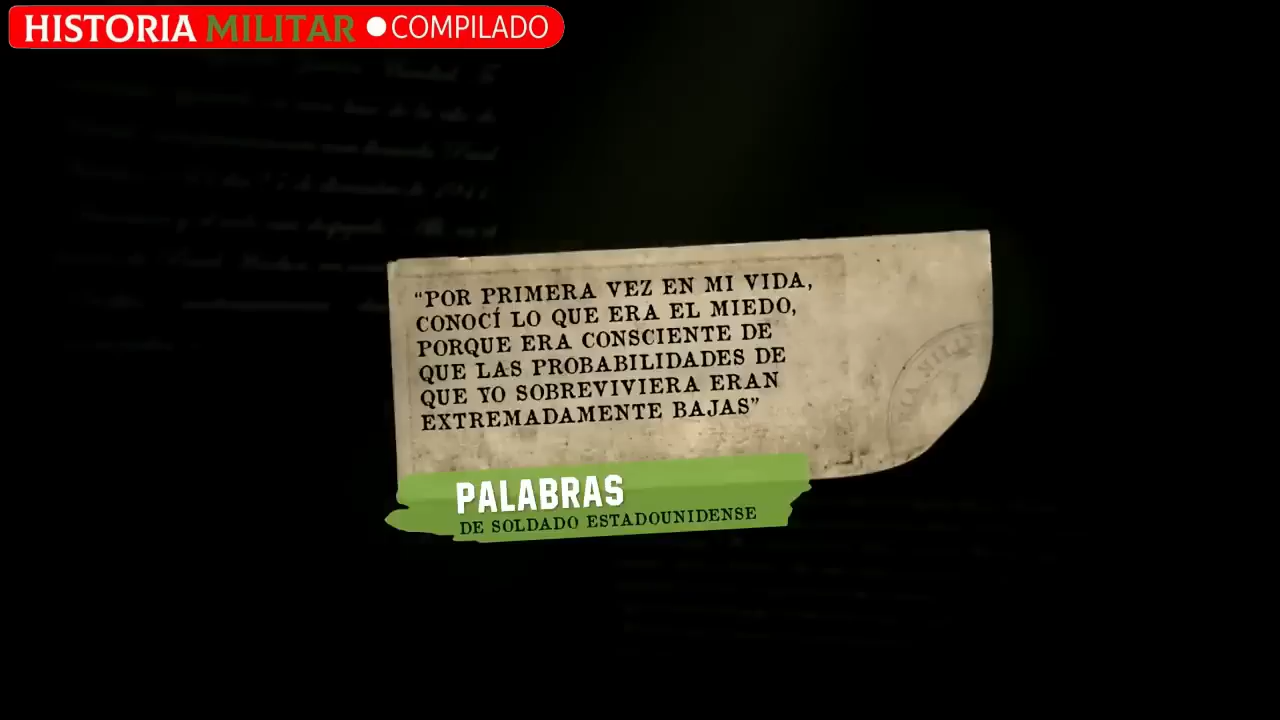 HISTORIA MILITAR ● COMPILADO
“POR PRIMERA VEZ EN MI VIDA,
CONOCÍ LO QUE ERA EL MIEDO,
PORQUE ERA CONSCIENTE DE
QUE LAS PROBABILIDADES DE
QUE YO SOBREVIVIERA ERAN
EXTREMADAMENTE BAJAS”
PALABRAS
DE SOLDADO ESTADOUNIDENSE